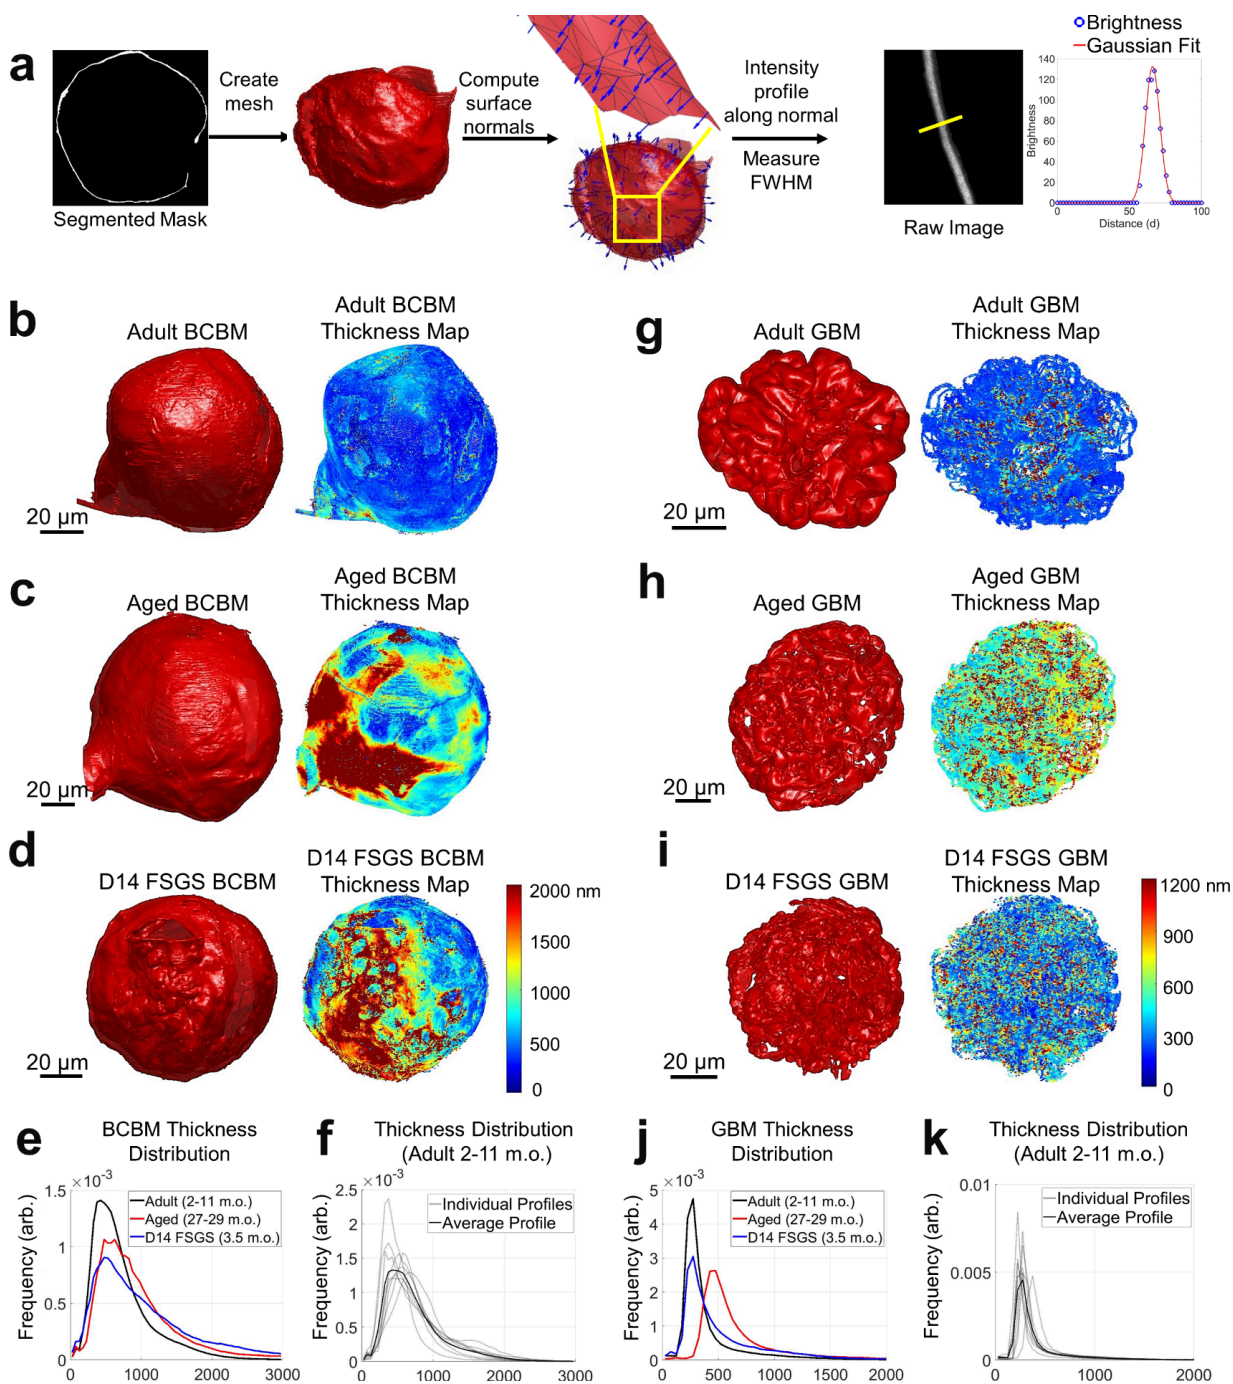 a
Segmented Mask
Create
mesh
Compute
surface
normals
Intensity
profile
along normal
Measure
FWHM
Raw Image
Brightness
Gaussian Fit
140
120
100
80
60
40
20
0
Brightness
0
50
100
Distance (d)
b
Adult BCBM
Adult BCBM
Thickness Map
20 µm
g
Adult GBM
Adult GBM
Thickness Map
20 µm
c
Aged BCBM
Aged BCBM
Thickness Map
20 µm
h
Aged GBM
Aged GBM
Thickness Map
20 µm
d
D14 FSGS BCBM
D14 FSGS BCBM
Thickness Map
20 µm
2000 nm
1500
1000
500
0
i
D14 FSGS GBM
D14 FSGS GBM
Thickness Map
20 µm
1200 nm
900
600
300
0
e
BCBM Thickness
Distribution
×10⁻³
1.5
1
0.5
0
Frequency (arb.)
Adult (2-11 m.o.)
Aged (27-29 m.o.)
D14 FSGS (3.5 m.o.)
0
1000
2000
3000
f
Thickness Distribution
(Adult 2-11 m.o.)
×10⁻³
2.5
2
1.5
1
0.5
0
Frequency (arb.)
Individual Profiles
Average Profile
0
1000
2000
3000
j
GBM Thickness
Distribution
×10⁻³
5
4
3
2
1
0
Frequency (arb.)
Adult (2-11 m.o.)
Aged (27-29 m.o.)
D14 FSGS (3.5 m.o.)
0
500
1000
1500
2000
k
Thickness Distribution
(Adult 2-11 m.o.)
0.01
0.005
0
Frequency (arb.)
Individual Profiles
Average Profile
0
1000
2000